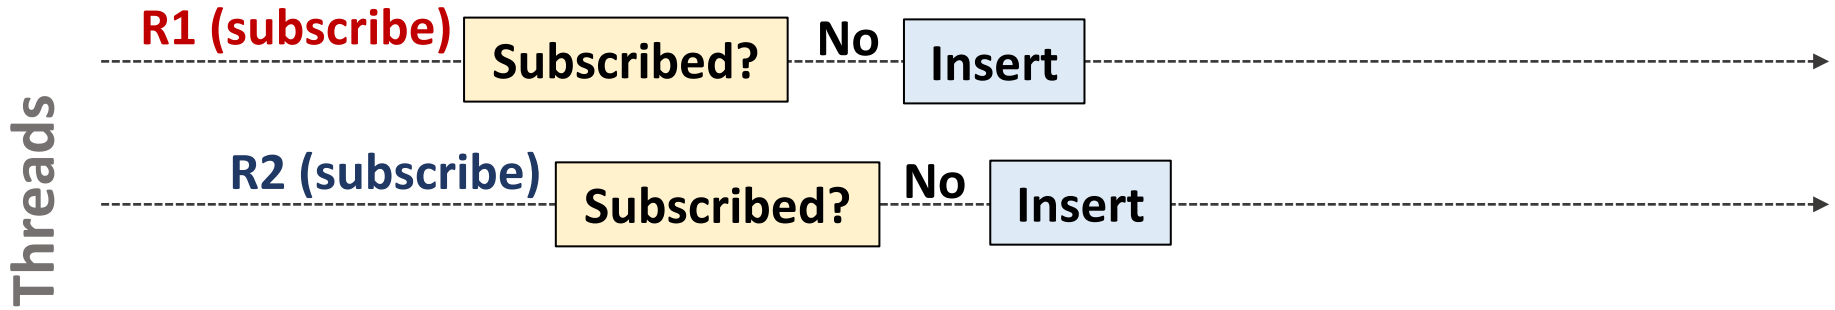 R1 (subscribe)
Subscribed?
No
Insert
R2 (subscribe)
Subscribed?
No
Insert
Threads